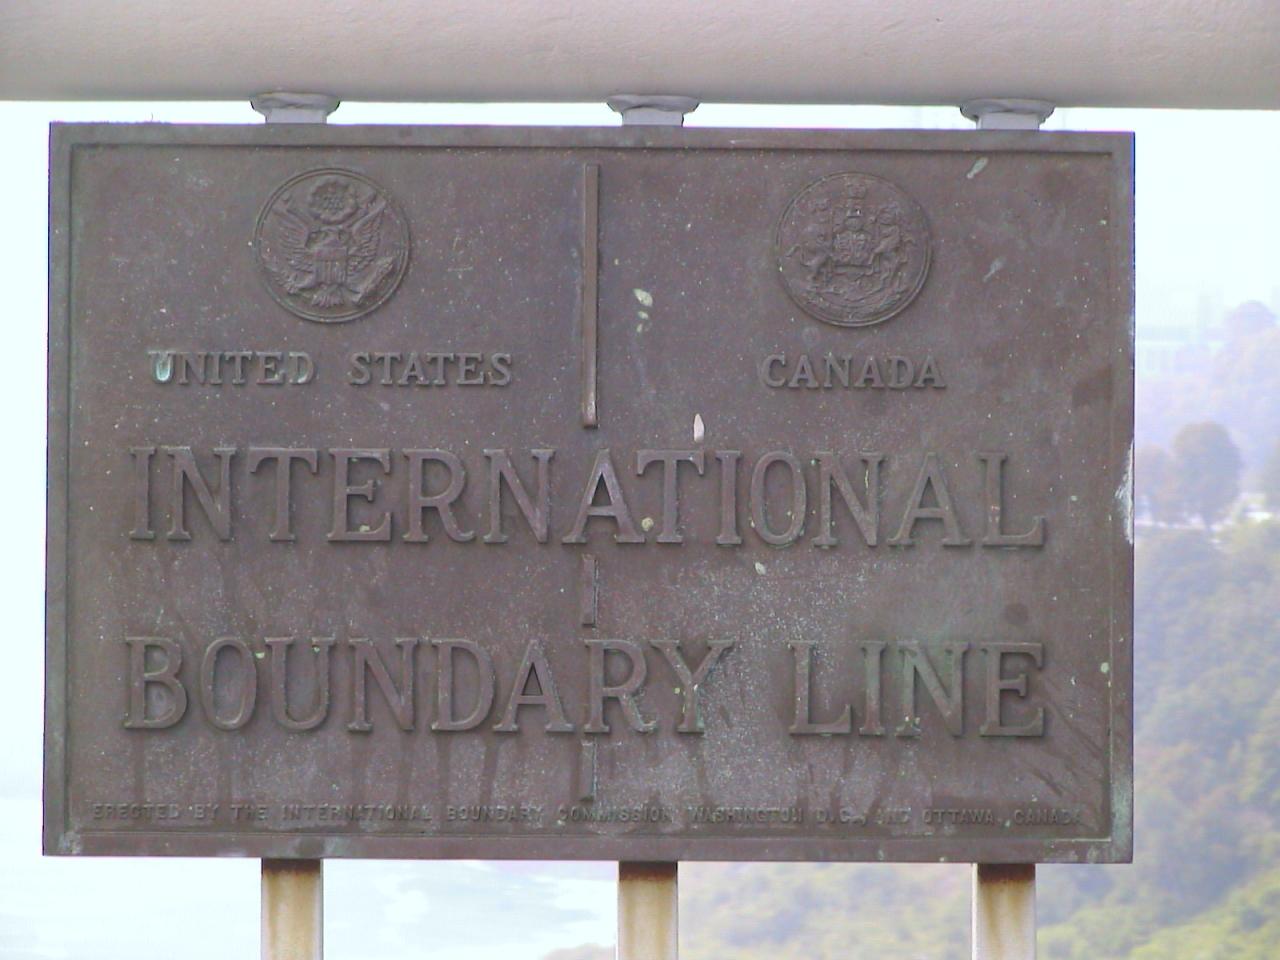 UNITED STATES CANADA
INTERNATIONAL
BOUNDARY LINE
ERECTED BY THE INTERNATIONAL BOUNDARY COMMISSION, WASHINGTON D.C., AND OTTAWA, CANADA